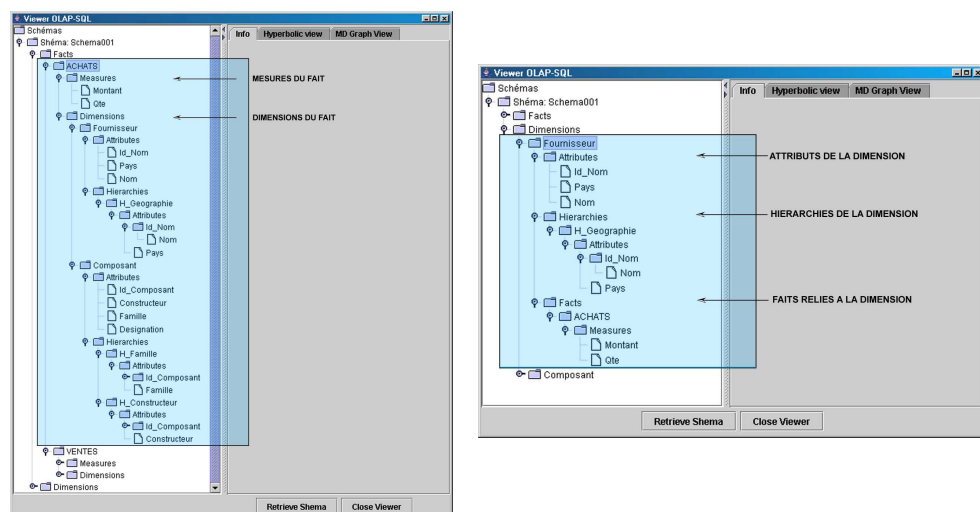 Viewer OLAP-SQL
Schémas
Shéma: Schema001
Facts
ACHATS
Measures
Montant
Qte
Dimensions
Fournisseur
Attributes
Id_Nom
Pays
Nom
Hierarchies
H_Geographie
Attributes
Id_Nom
Nom
Pays
Composant
Attributes
Id_Composant
Constructeur
Famille
Designation
Hierarchies
H_Famille
Attributes
Id_Composant
Famille
H_Constructeur
Attributes
Id_Composant
Constructeur
VENTES
Measures
Dimensions
Dimensions
Info Hyperbolic view MD Graph View
MESURES DU FAIT
DIMENSIONS DU FAIT
Retrieve Shema Close Viewer
Viewer OLAP-SQL
Schémas
Shéma: Schema001
Facts
Dimensions
Fournisseur
Attributes
Id_Nom
Pays
Nom
Hierarchies
H_Geographie
Attributes
Id_Nom
Nom
Pays
Facts
ACHATS
Measures
Montant
Qte
Composant
Info Hyperbolic view MD Graph View
ATTRIBUTS DE LA DIMENSION
HIERARCHIES DE LA DIMENSION
FAITS RELIES A LA DIMENSION
Retrieve Shema Close Viewer